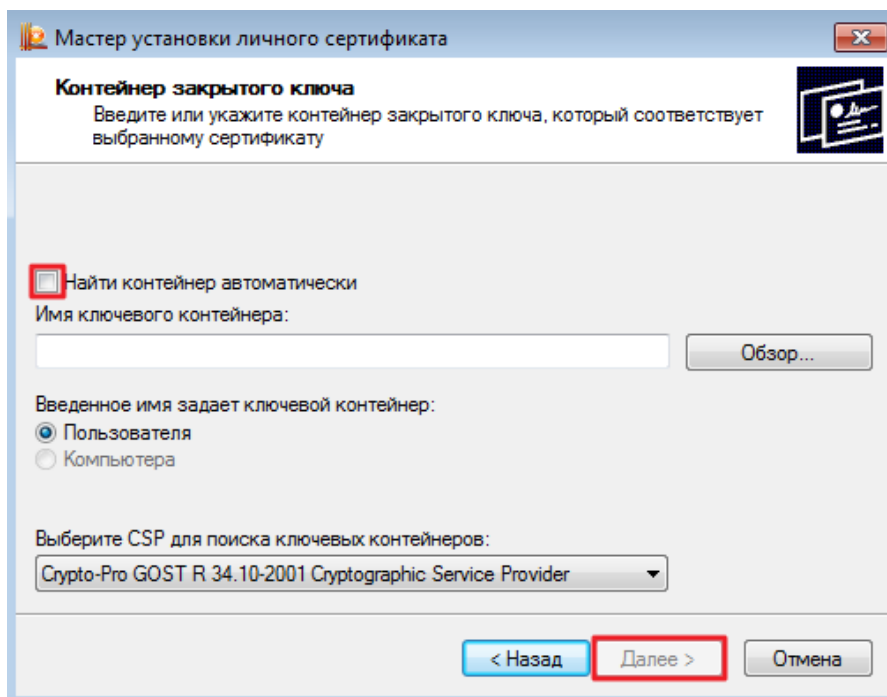 Мастер установки личного сертификата
Контейнер закрытого ключа
Введите или укажите контейнер закрытого ключа, который соответствует
выбранному сертификату
Найти контейнер автоматически
Имя ключевого контейнера:
Обзор...
Введенное имя задает ключевой контейнер:
Пользователя
Компьютера
Выберите CSP для поиска ключевых контейнеров:
Crypto-Pro GOST R 34.10-2001 Cryptographic Service Provider
< Назад Далее > Отмена